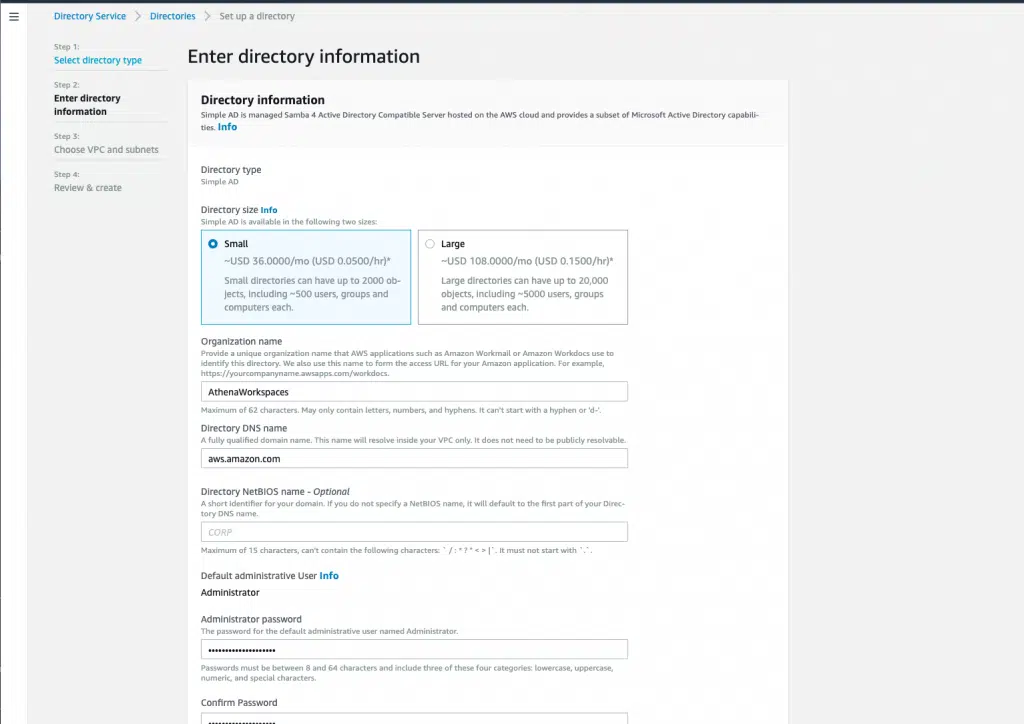 Directory Service > Directories > Set up a directory
Step 1:
Select directory type
Step 2:
Enter directory
information
Step 3:
Choose VPC and subnets
Step 4:
Review & create
Enter directory information
Directory information
Simple AD is managed Samba 4 Active Directory Compatible Server hosted on the AWS cloud and provides a subset of Microsoft Active Directory capabili-
ties. Info
Directory type
Simple AD
Directory size Info
Simple AD is available in the following two sizes:
Small
~USD 36.0000/mo (USD 0.0500/hr)*
Small directories can have up to 2000 ob-
jects, including ~500 users, groups and
computers each.
Large
~USD 108.0000/mo (USD 0.1500/hr)*
Large directories can have up to 20,000
objects, including ~5000 users, groups
and computers each.
Organization name
Provide a unique organization name that AWS applications such as Amazon Workmail or Amazon Workdocs use to
identify this directory. We also use this name to form the access URL for your Amazon application. For example,
https://yourcompanyname.awsapps.com/workdocs.
AthenaWorkspaces
Maximum of 62 characters. May only contain letters, numbers, and hyphens. It can't start with a hyphen or 'd-'.
Directory DNS name
A fully qualified domain name. This name will resolve inside your VPC only. It does not need to be publicly resolvable.
aws.amazon.com
Directory NetBIOS name - Optional
A short identifier for your domain. If you do not specify a NetBIOS name, it will default to the first part of your Direc-
tory DNS name.
CORP
Maximum of 15 characters, can't contain the following characters: ` / : * ? " < > |`. It must not start with `.`.
Default administrative User Info
Administrator
Administrator password
The password for the default administrative user named Administrator.
••••••••••••••••••••
Passwords must be between 8 and 64 characters and include three of these four categories: lowercase, uppercase,
numeric, and special characters.
Confirm Password
••••••••••••••••••••